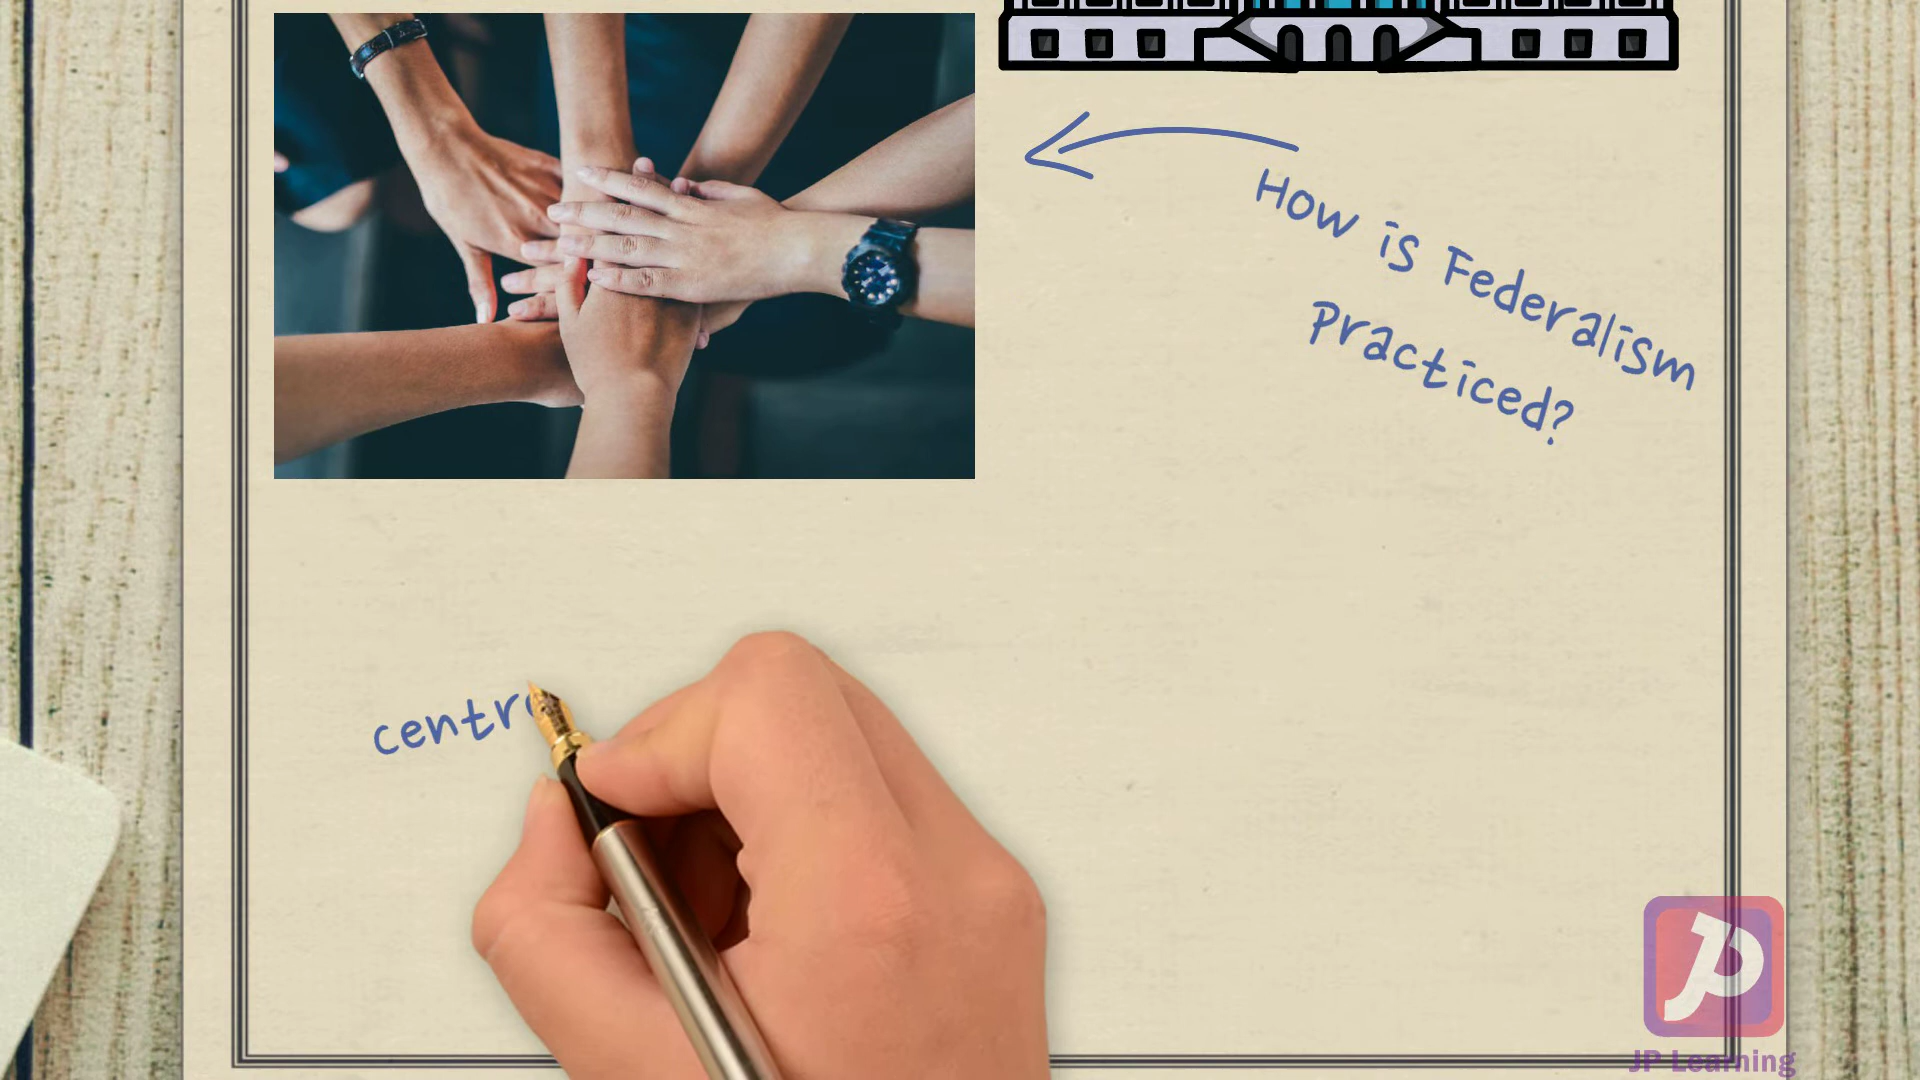 How is Federalism
Practiced?
centr
JP Learning